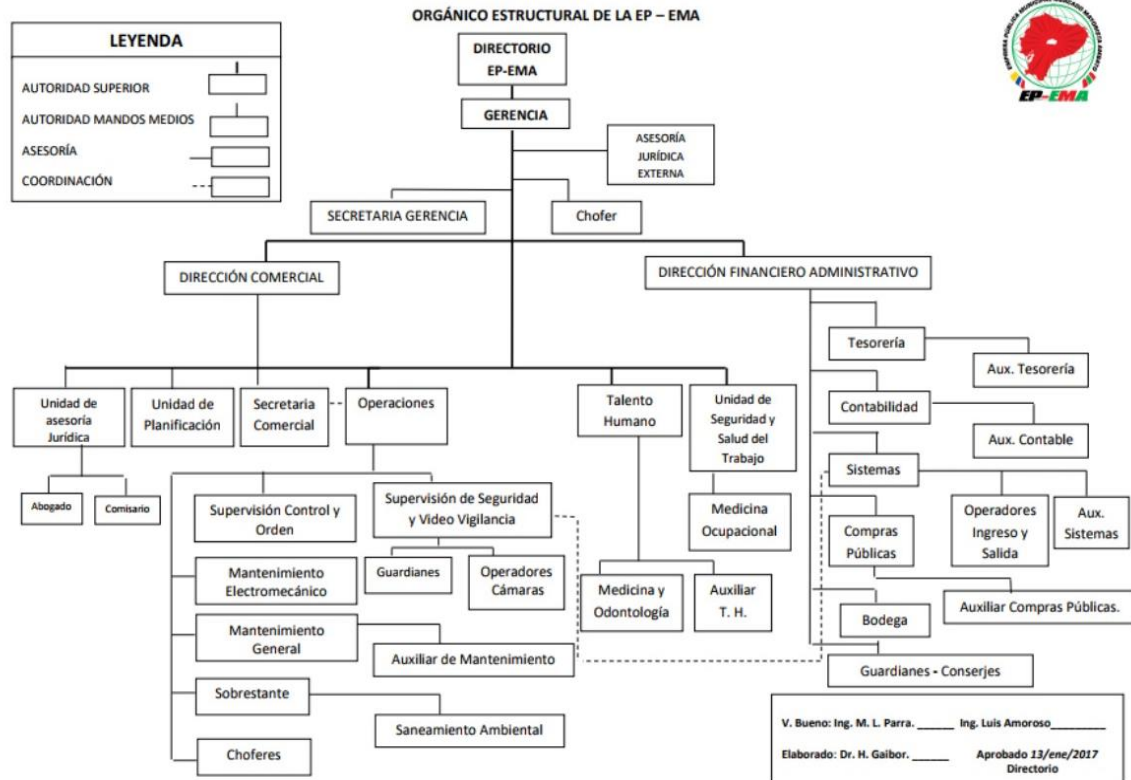 ORGÁNICO ESTRUCTURAL DE LA EP – EMA
LEYENDA
AUTORIDAD SUPERIOR
AUTORIDAD MANDOS MEDIOS
ASESORÍA
COORDINACIÓN
EP-EMA
DIRECTORIO
EP-EMA
GERENCIA
ASESORÍA
JURÍDICA
EXTERNA
SECRETARIA GERENCIA
Chofer
DIRECCIÓN COMERCIAL
DIRECCIÓN FINANCIERO ADMINISTRATIVO
Unidad de
asesoría
Jurídica
Unidad de
Planificación
Secretaria
Comercial
Operaciones
Talento
Humano
Unidad de
Seguridad y
Salud del
Trabajo
Abogado
Comisario
Supervisión Control y
Orden
Supervisión de Seguridad
y Video Vigilancia
Guardianes
Operadores
Cámaras
Mantenimiento
Electromecánico
Mantenimiento
General
Auxiliar de Mantenimiento
Sobrestante
Saneamiento Ambiental
Choferes
Medicina y
Odontología
Auxiliar
T. H.
Medicina
Ocupacional
Tesorería
Aux. Tesorería
Contabilidad
Aux. Contable
Sistemas
Operadores
Ingreso y
Salida
Aux.
Sistemas
Compras
Públicas
Auxiliar Compras Públicas.
Bodega
Guardianes - Conserjes
V. Bueno: Ing. M. L. Parra. ______ Ing. Luis Amoroso_________
Elaborado: Dr. H. Gaibor. ______ Aprobado 13/ene/2017
Directorio